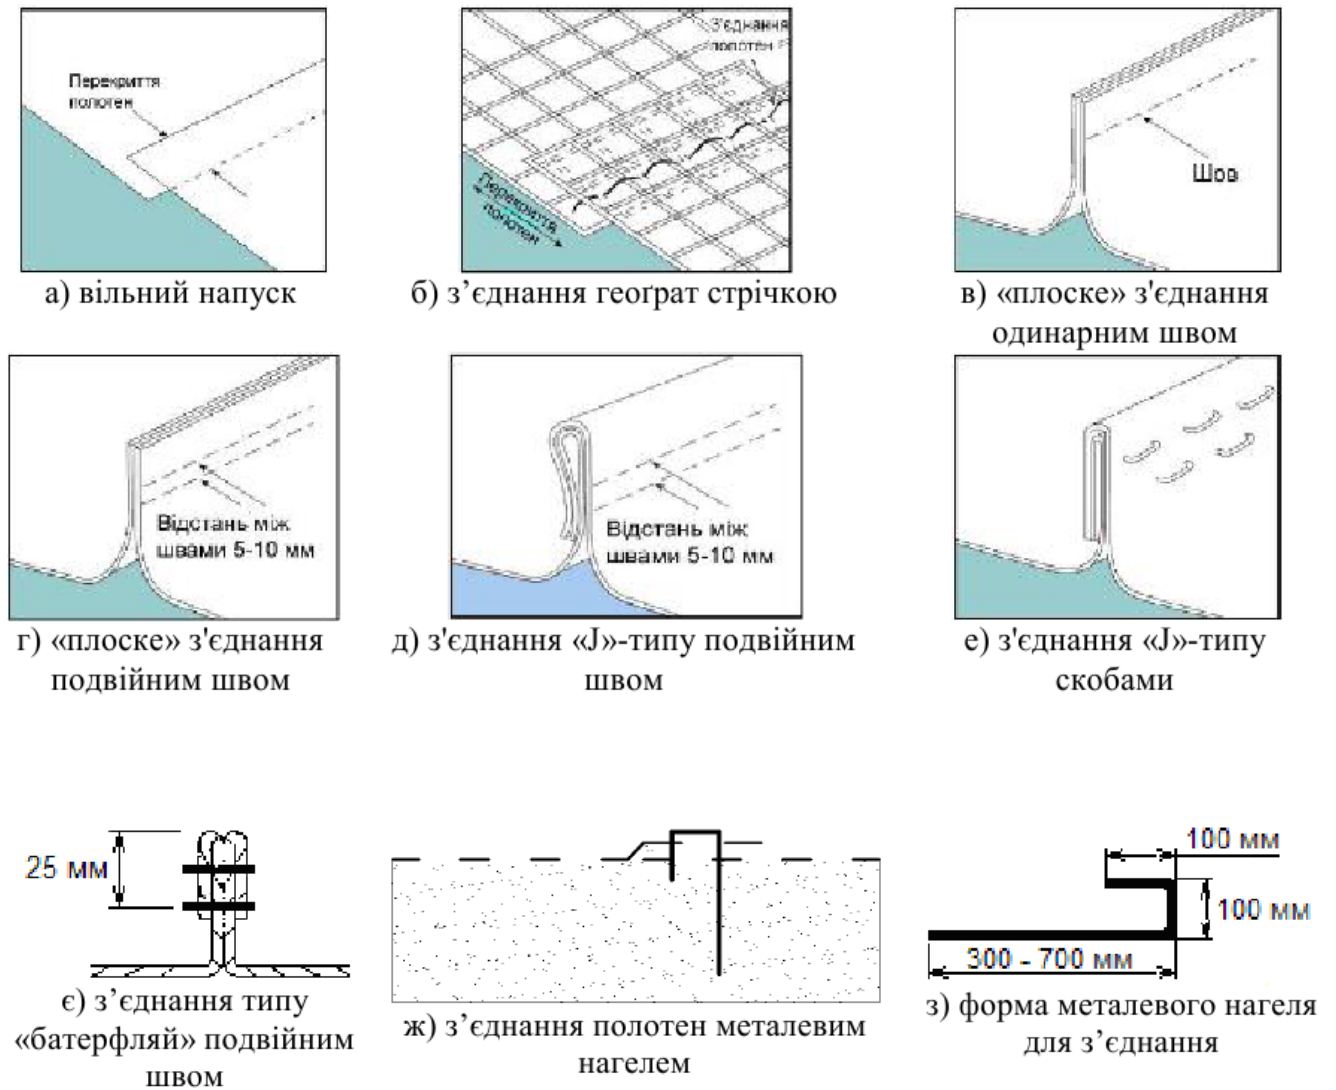 Перекриття
полотен
З'єднання
полотен
Перекриття
полотен
Шов
а) вільний напуск
б) з’єднання геоґрат стрічкою
в) «плоске» з'єднання
одинарним швом
Відстань між
швами 5-10 мм
Відстань між
швами 5-10 мм
г) «плоске» з'єднання
подвійним швом
д) з'єднання «J»-типу подвійним
швом
е) з'єднання «J»-типу
скобами
25 мм
100 мм
100 мм
300 - 700 мм
є) з’єднання типу
«батерфляй» подвійним
швом
ж) з’єднання полотен металевим
нагелем
з) форма металевого нагеля
для з’єднання